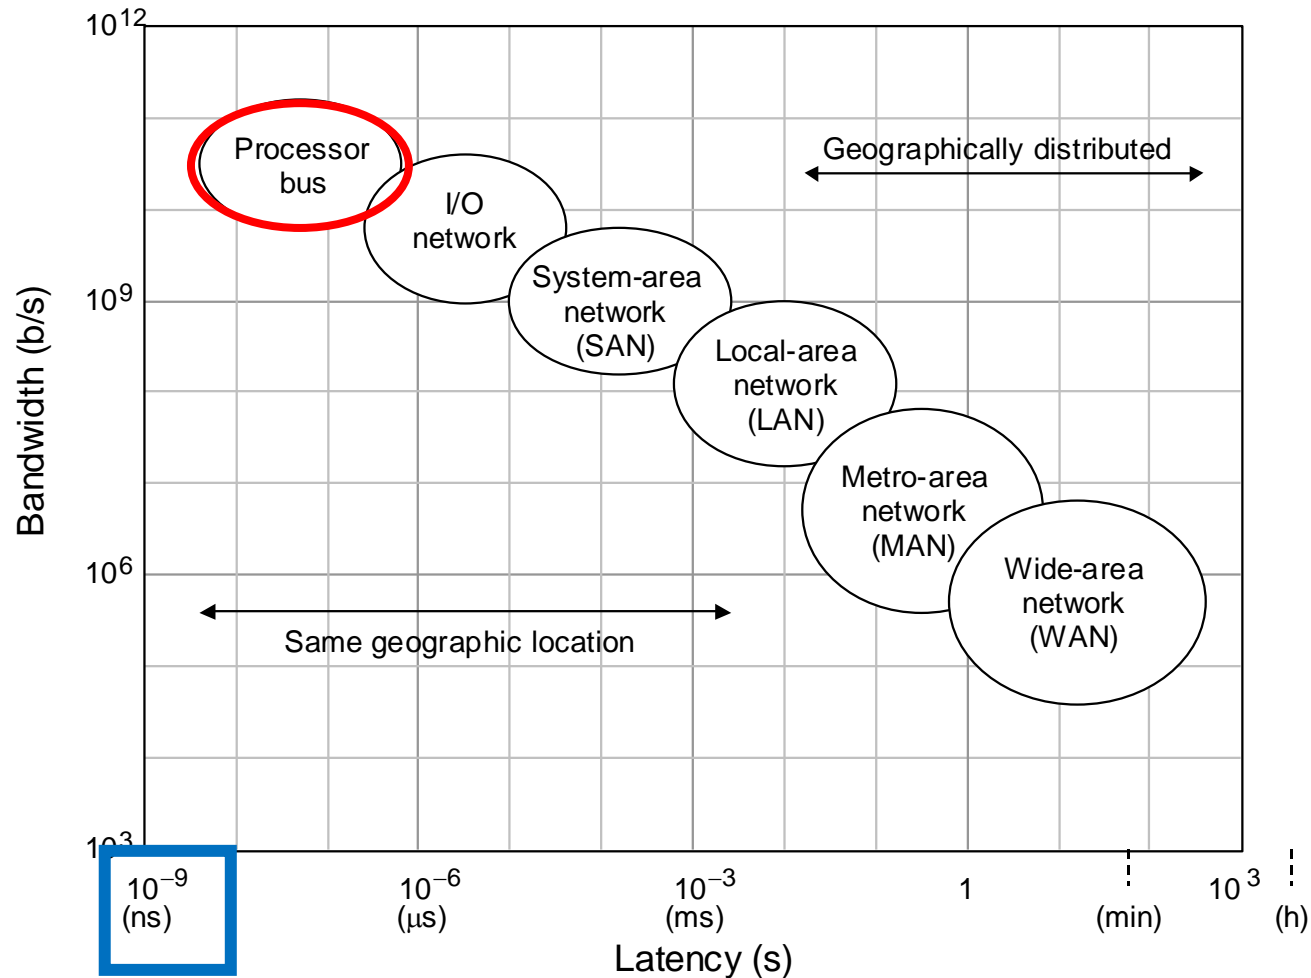 10¹²
Processor
bus
Geographically distributed
I/O
network
System-area
network
(SAN)
10⁹
Local-area
network
(LAN)
Bandwidth (b/s)
Metro-area
network
(MAN)
10⁶
Wide-area
network
(WAN)
Same geographic location
10³
10⁻⁹ 10⁻⁶ 10⁻³ 1 10³
(ns) (μs) (ms) (min) (h)
Latency (s)